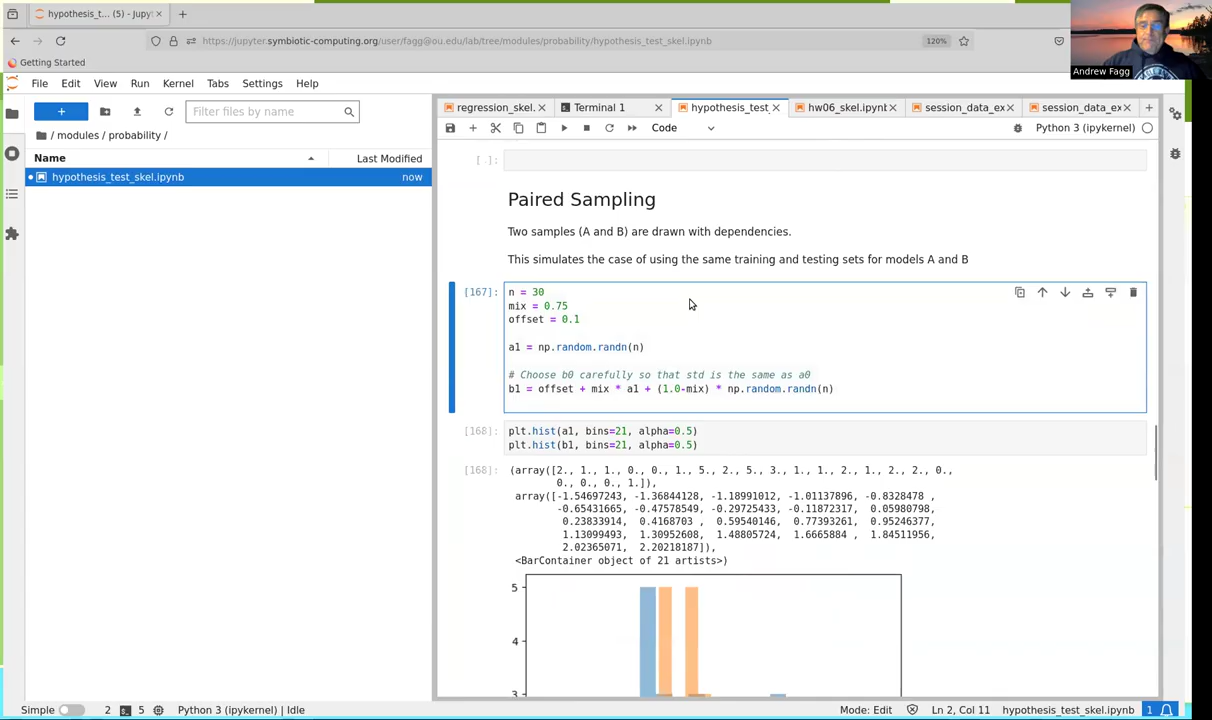 hypothesis_t... (5) - Jupyt
https://jupyter.symbiotic-computing.org/user/fagg@ou.edu/lab/tree/modules/probability/hypothesis_test_skel.ipynb
120%
Getting Started
Andrew Fagg
File Edit View Run Kernel Tabs Settings Help
Filter files by name
/ modules / probability /
Name Last Modified
hypothesis_test_skel.ipynb now
regression_skel. Terminal 1 hypothesis_test hw06_skel.ipynt session_data_ex session_data_ex
Code Python 3 (ipykernel)
[ ]:
Paired Sampling
Two samples (A and B) are drawn with dependencies.
This simulates the case of using the same training and testing sets for models A and B
[167]: n = 30
mix = 0.75
offset = 0.1
a1 = np.random.randn(n)
# Choose b0 carefully so that std is the same as a0
b1 = offset + mix * a1 + (1.0-mix) * np.random.randn(n)
[168]: plt.hist(a1, bins=21, alpha=0.5)
plt.hist(b1, bins=21, alpha=0.5)
[168]: (array([2., 1., 1., 0., 0., 1., 5., 2., 5., 3., 1., 1., 2., 1., 2., 2., 0.,
0., 0., 0., 1.]),
array([-1.54697243, -1.36844128, -1.18991012, -1.01137896, -0.8328478 ,
-0.65431665, -0.47578549, -0.29725433, -0.11872317, 0.05980798,
0.23833914, 0.4168703 , 0.59540146, 0.77393261, 0.95246377,
1.13099493, 1.30952608, 1.48805724, 1.6665884 , 1.84511956,
2.02365071, 2.20218187]),
<BarContainer object of 21 artists>)
5
4
3
Simple 2 5 Python 3 (ipykernel) | Idle Mode: Edit Ln 2, Col 11 hypothesis_test_skel.ipynb 1